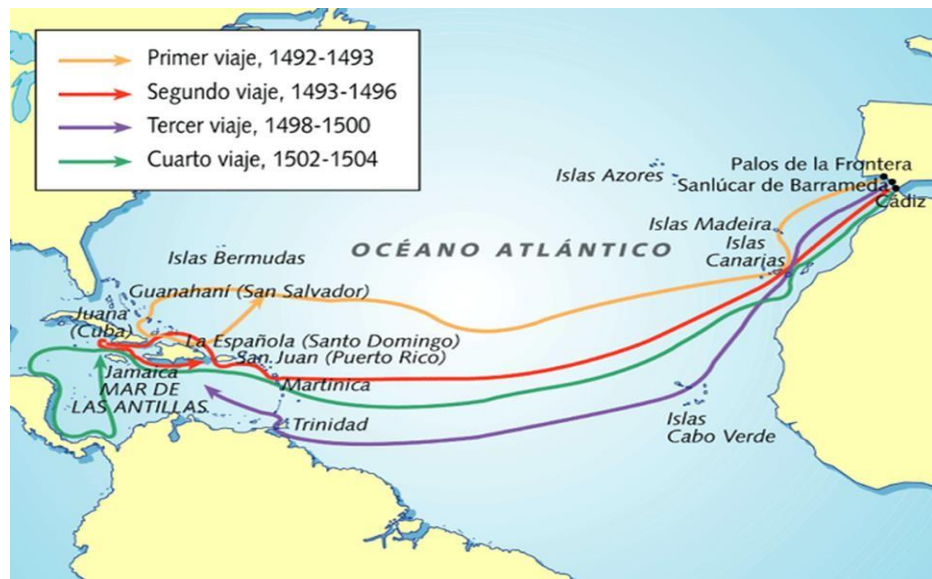 Primer viaje, 1492-1493
Segundo viaje, 1493-1496
Tercer viaje, 1498-1500
Cuarto viaje, 1502-1504
Palos de la Frontera
Islas Azores
Sanlúcar de Barrameda
Cádiz
Islas Madeira
Islas
Canarias
OCÉANO ATLÁNTICO
Islas Bermudas
Guanahaní (San Salvador)
Juana
(Cuba)
La Española (Santo Domingo)
San Juan (Puerto Rico)
Jamaica
Martinica
MAR DE
LAS ANTILLAS
Trinidad
Islas
Cabo Verde